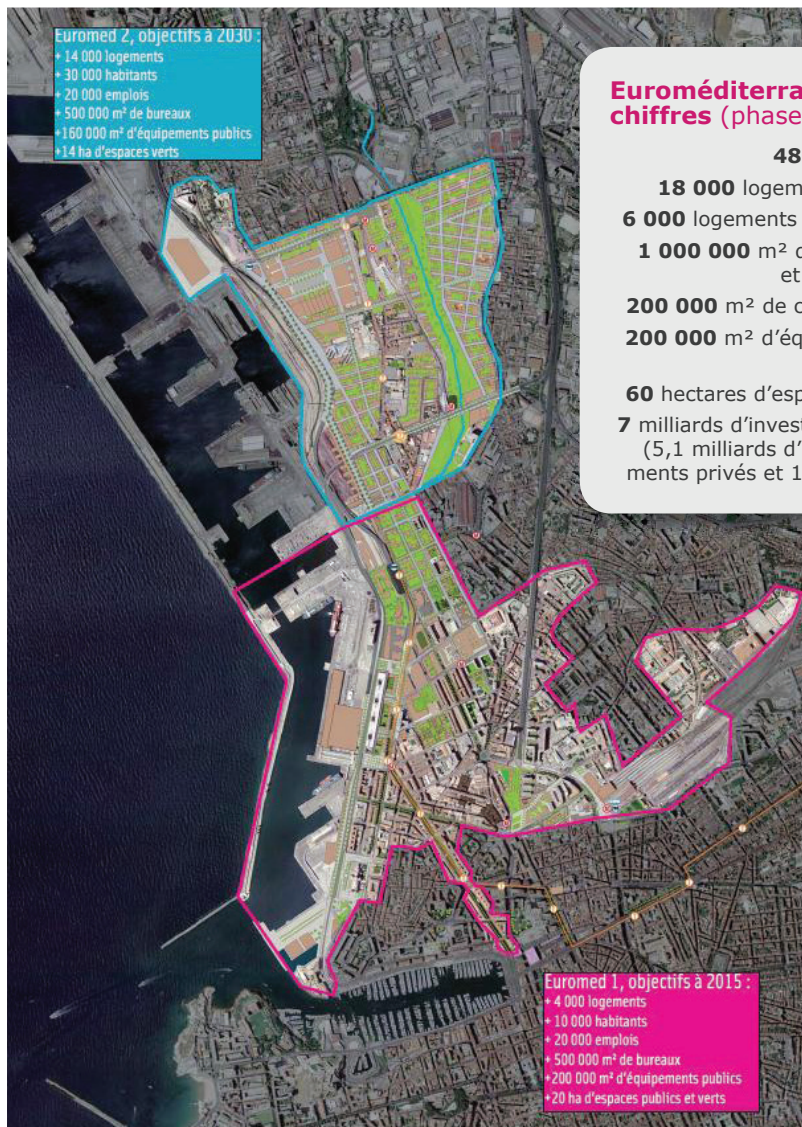 Euromed 2, objectifs à 2030 :
+ 14 000 logements
+ 30 000 habitants
+ 20 000 emplois
+ 500 000 m² de bureaux
+160 000 m² d'équipements publics
+14 ha d'espaces verts
Euroméditerra
chiffres (phase
48
18 000 logem
6 000 logements
1 000 000 m² d
et
200 000 m² de c
200 000 m² d'éq
60 hectares d'esp
7 milliards d'invest
(5,1 milliards d'
ments privés et 1
Euromed 1, objectifs à 2015 :
+ 4 000 logements
+ 10 000 habitants
+ 20 000 emplois
+ 500 000 m² de bureaux
+200 000 m² d'équipements publics
+20 ha d'espaces publics et verts